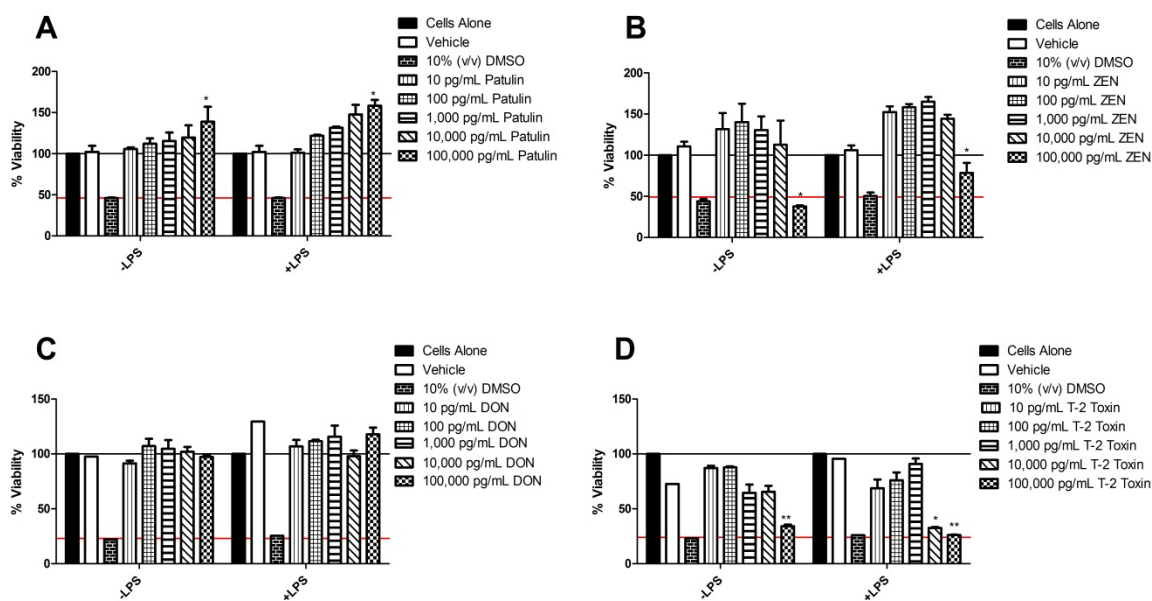 A
Cells Alone
Vehicle
10% (v/v) DMSO
10 pg/mL Patulin
100 pg/mL Patulin
1,000 pg/mL Patulin
10,000 pg/mL Patulin
100,000 pg/mL Patulin
% Viability
200
150
100
50
0
*
*
-LPS
+LPS
B
Cells Alone
Vehicle
10% (v/v) DMSO
10 pg/mL ZEN
100 pg/mL ZEN
1,000 pg/mL ZEN
10,000 pg/mL ZEN
100,000 pg/mL ZEN
% Viability
200
150
100
50
0
*
*
-LPS
+LPS
C
Cells Alone
Vehicle
10% (v/v) DMSO
10 pg/mL DON
100 pg/mL DON
1,000 pg/mL DON
10,000 pg/mL DON
100,000 pg/mL DON
% Viability
150
100
50
0
-LPS
+LPS
D
Cells Alone
Vehicle
10% (v/v) DMSO
10 pg/mL T-2 Toxin
100 pg/mL T-2 Toxin
1,000 pg/mL T-2 Toxin
10,000 pg/mL T-2 Toxin
100,000 pg/mL T-2 Toxin
% Viability
150
100
50
0
**
*
**
-LPS
+LPS